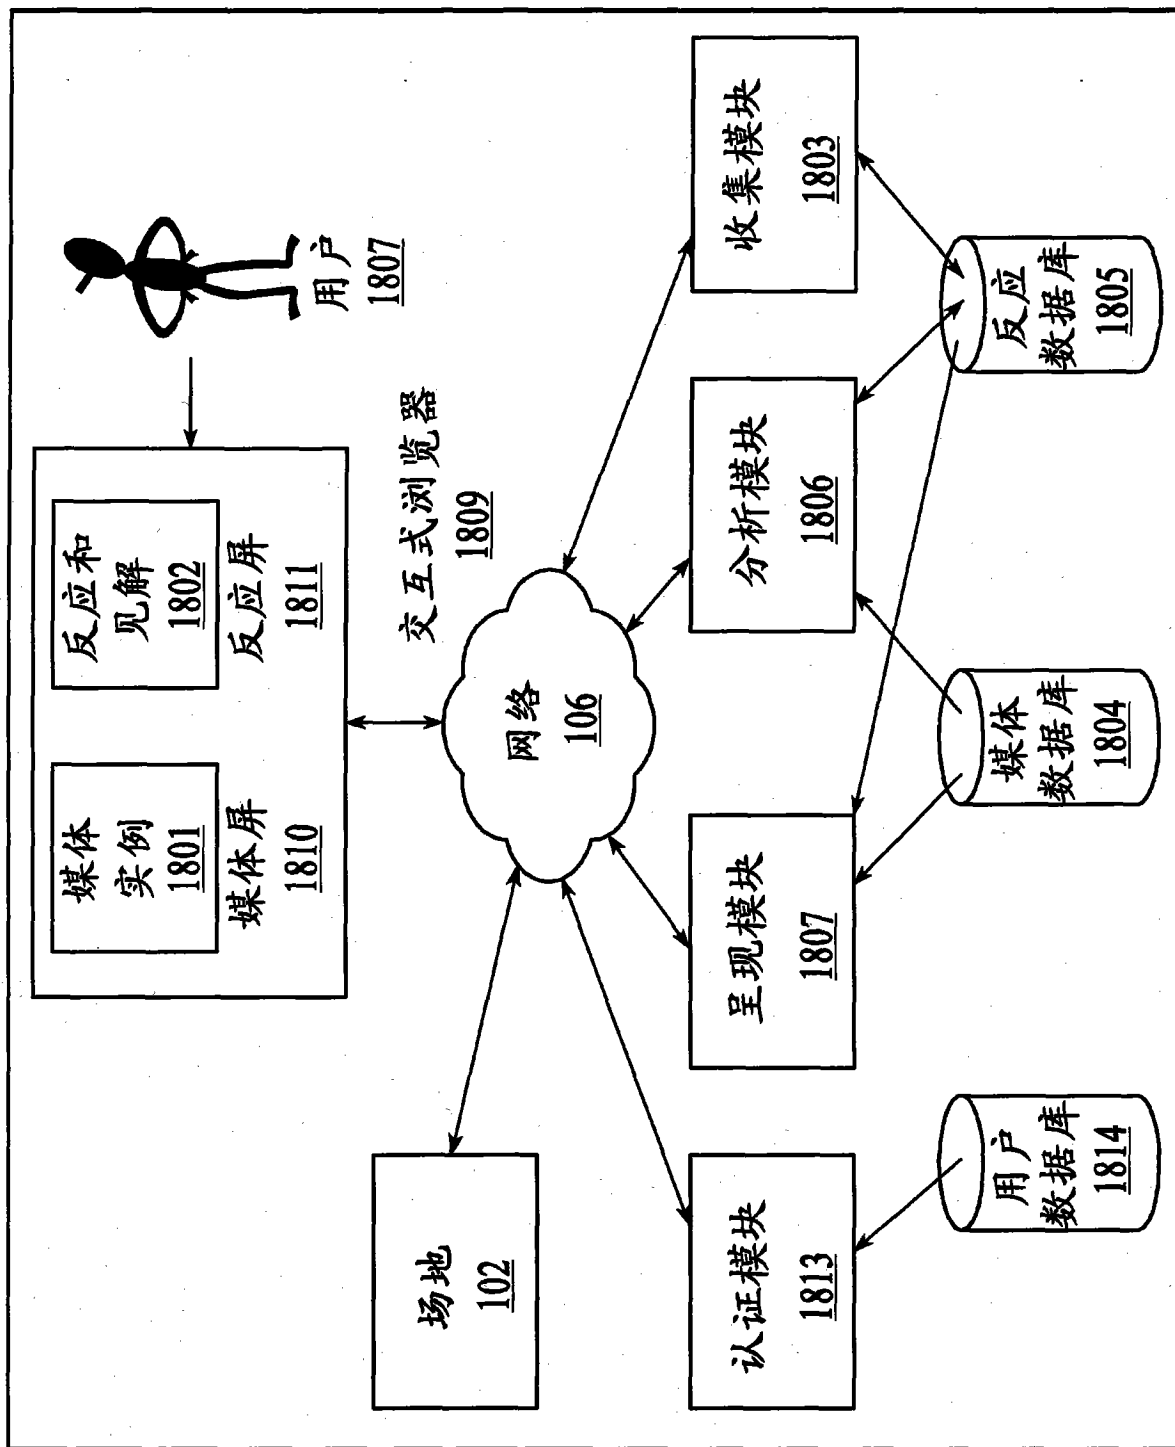 媒体
实例
1801
媒体屏
1810
反应和
见解
1802
反应屏
1811
用户
1807
交互式浏览器
1809
场地
102
网络
106
认证模块
1813
呈现模块
1807
分析模块
1806
收集模块
1803
用户
数据库
1814
媒体
数据库
1804
反应
数据库
1805